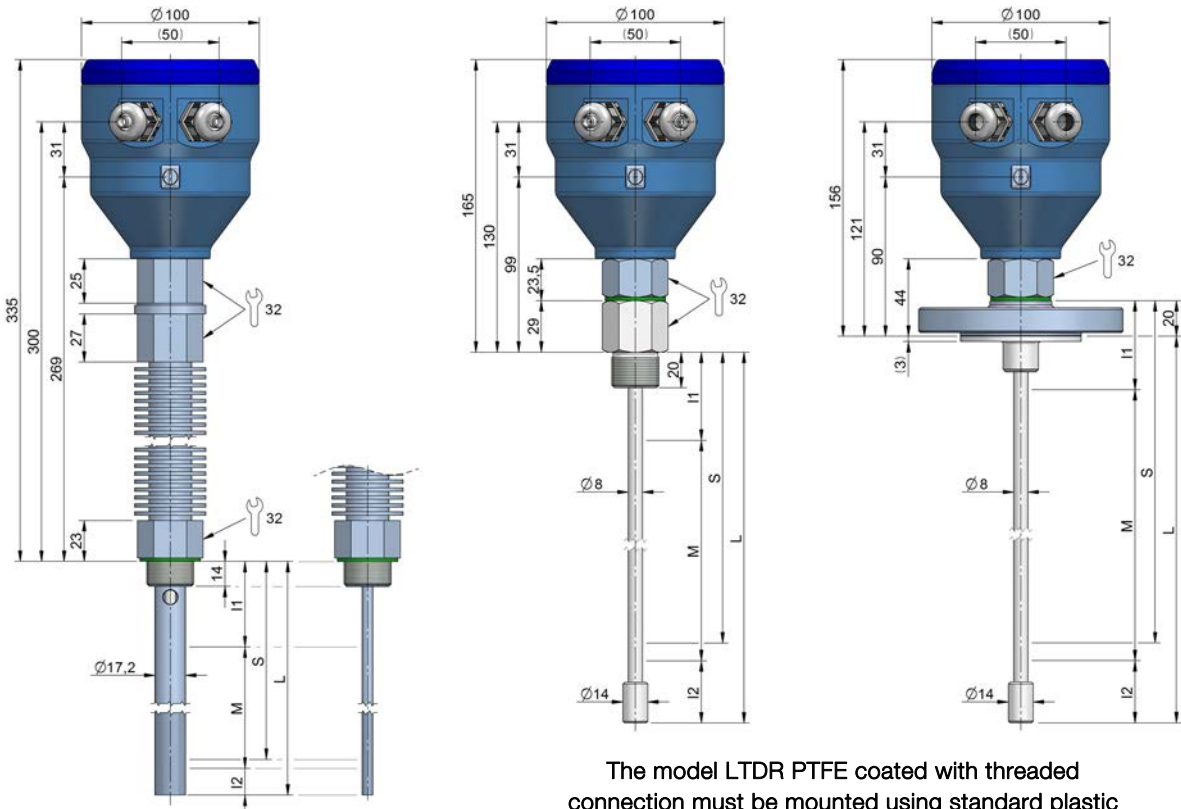 Ø100
(50)
335
300
269
31
25
27
32
23
32
14
l1
S
L
M
l2
Ø17,2
Ø100
(50)
165
130
99
31
23,5
29
32
20
l1
S
L
M
Ø8
Ø14
l2
Ø100
(50)
156
121
90
31
44
32
(3)
20
l1
S
L
M
Ø8
Ø14
l2
The model LTDR PTFE coated with threaded
connection must be mounted using standard plastic